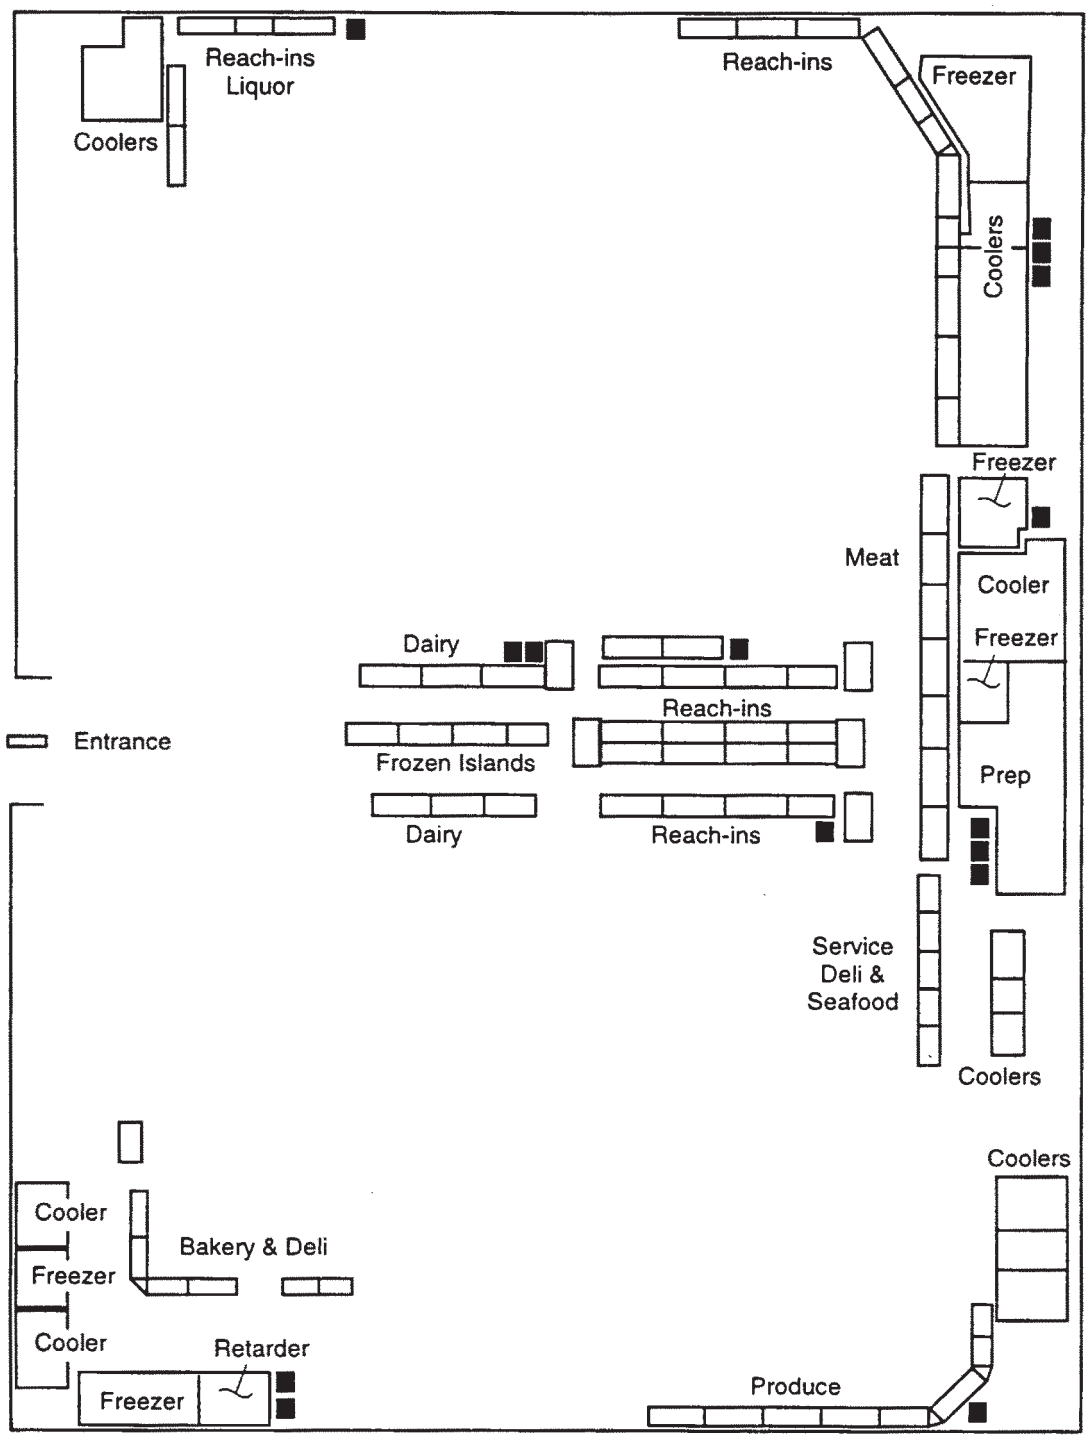 Reach-ins
Liquor
Coolers
Reach-ins
Freezer
Coolers
Freezer
Meat
Cooler
Freezer
Dairy
Reach-ins
Entrance
Frozen Islands
Prep
Dairy
Reach-ins
Service
Deli &
Seafood
Coolers
Coolers
Cooler
Bakery & Deli
Freezer
Cooler
Retarder
Freezer
Produce